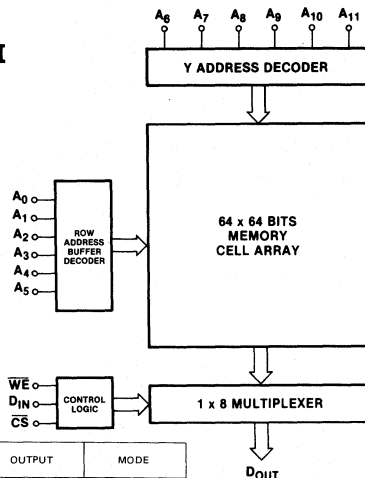 A6 A7 A8 A9 A10 A11
I
Y ADDRESS DECODER
A0
A1
A2
A3
A4
A5
ROW
ADDRESS
BUFFER
DECODER
64 x 64 BITS
MEMORY
CELL ARRAY
WE
DIN
CS
CONTROL
LOGIC
1 x 8 MULTIPLEXER
OUTPUT MODE
DOUT